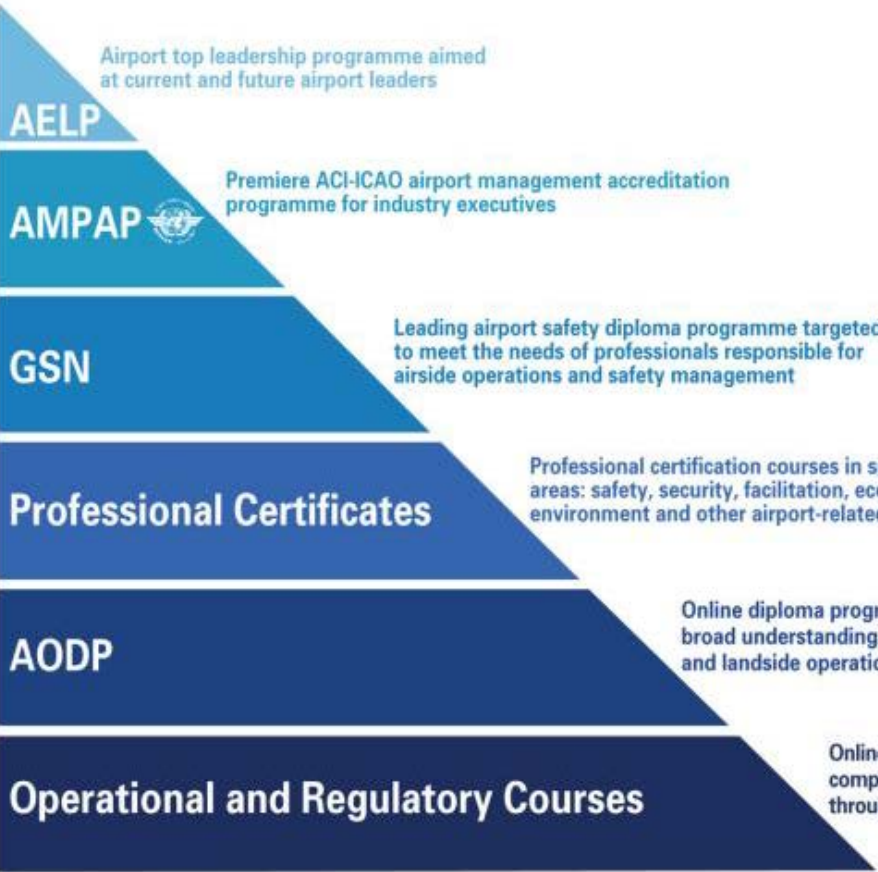 Airport top leadership programme aimed
at current and future airport leaders
AELP
Premiere ACI-ICAO airport management accreditation
programme for industry executives
AMPAP
Leading airport safety diploma programme targeted
to meet the needs of professionals responsible for
airside operations and safety management
GSN
Professional certification courses in
areas: safety, security, facilitation,
environment and other airport-related
Professional Certificates
Online diploma
broad understanding
and landside
AODP
Operational and Regulatory Courses